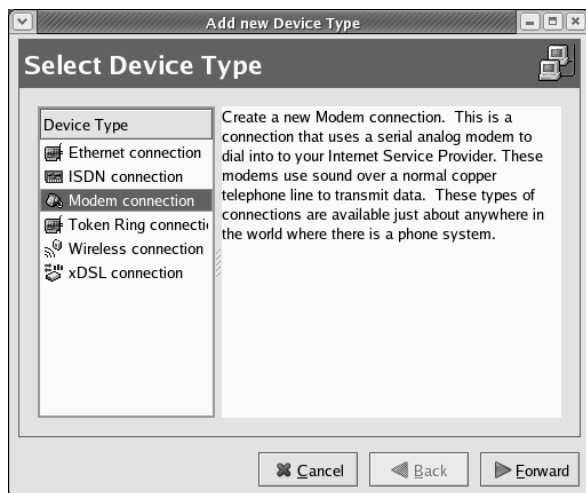 Add new Device Type
Select Device Type
Device Type
Ethernet connection
ISDN connection
Modem connection
Token Ring connecti
Wireless connection
xDSL connection
Create a new Modem connection. This is a
connection that uses a serial analog modem to
dial into to your Internet Service Provider. These
modems use sound over a normal copper
telephone line to transmit data. These types of
connections are available just about anywhere in
the world where there is a phone system.
Cancel
Back
Forward